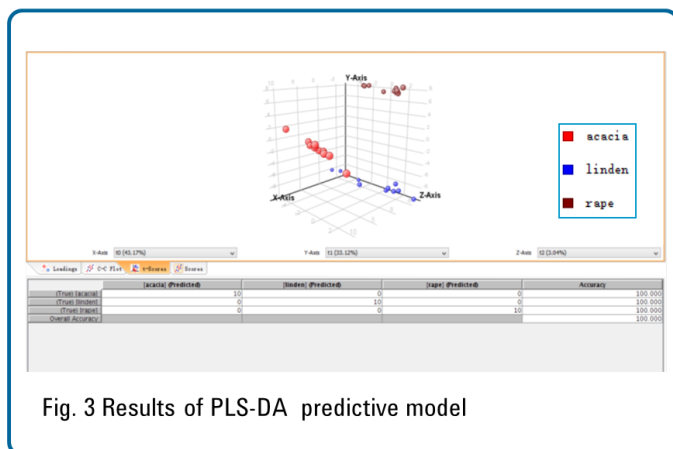 Y-Axis
X-Axis
Z-Axis
acacia
linden
rape
X-Axis t0 (43.17%) Y-Axis t1 (33.12%) Z-Axis t2 (3.04%)
Loadings C-C Plot t-Scores Scores
[acacia] (Predicted) [linden] (Predicted) [rape] (Predicted) Accuracy
(True) [acacia] 10 0 0 100.000
(True) [linden] 0 10 0 100.000
(True) [rape] 0 0 10 100.000
Overall Accuracy 100.000
Fig. 3 Results of PLS-DA predictive model